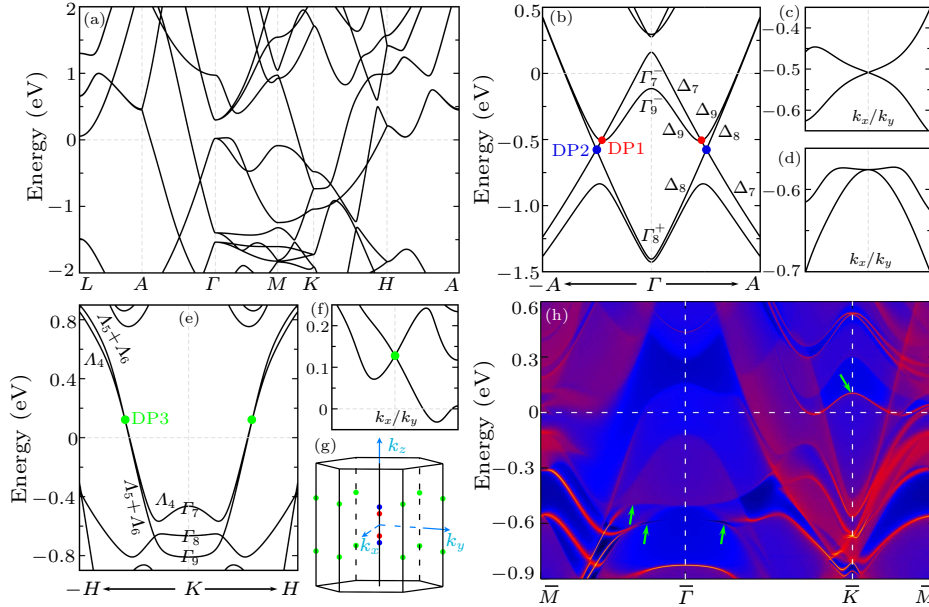 (a)
Energy (eV)
2
1
0
−1
−2
L A Γ M K H A
(b)
Energy (eV)
0.5
0
−0.5
−1.0
−1.5
Γ7−
Γ9−
Δ7
Δ9
Δ9
Δ8
DP2 DP1
Δ8
Δ7
Γ8+
−A Γ A
(c)
−0.4
−0.5
−0.6
kx/ky
(d)
−0.6
−0.7
kx/ky
(e)
Energy (eV)
0.8
0.4
0
−0.4
−0.8
Λ5+Λ6
Λ4
DP3
Λ5+Λ6
Λ4
Γ7
Γ8
Γ9
−H K H
(f)
0.2
0.1
0
kx/ky
(g)
kz
kx
ky
(h)
Energy (eV)
0.6
0.3
0
−0.3
−0.6
−0.9
M̅ Γ̅ K̅ M̅